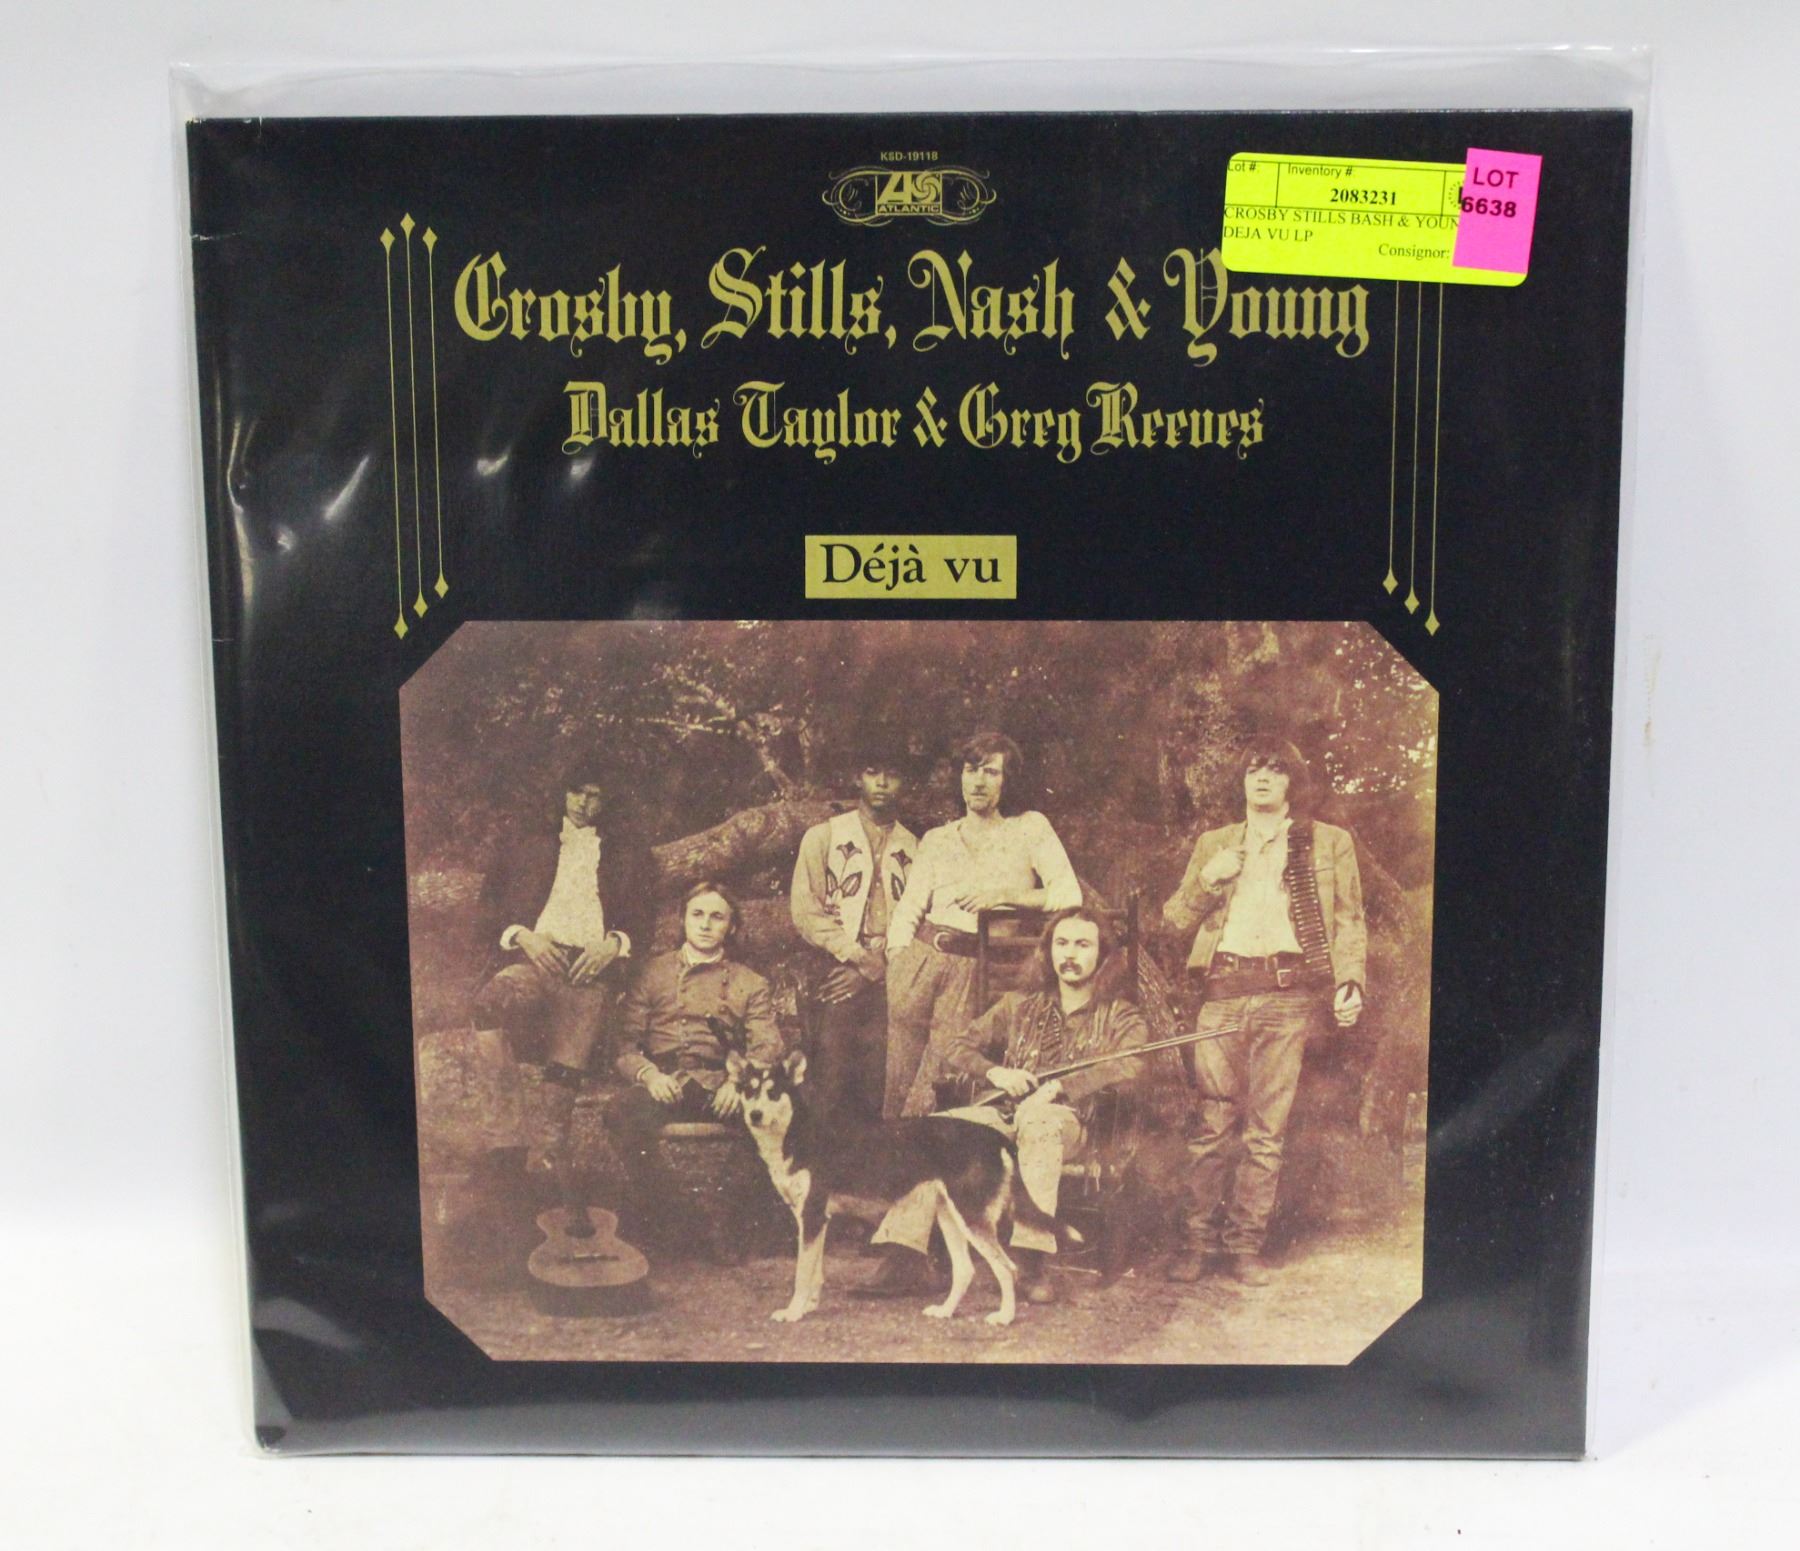 KSD-19118
ATLANTIC
Crosby, Stills, Nash & Young
Dallas Taylor & Greg Reeves
Déjà vu
Lot #: Inventory #:
2083231
CROSBY STILLS BASH & YOUN
DEJA VU LP
Consignor:
LOT
6638